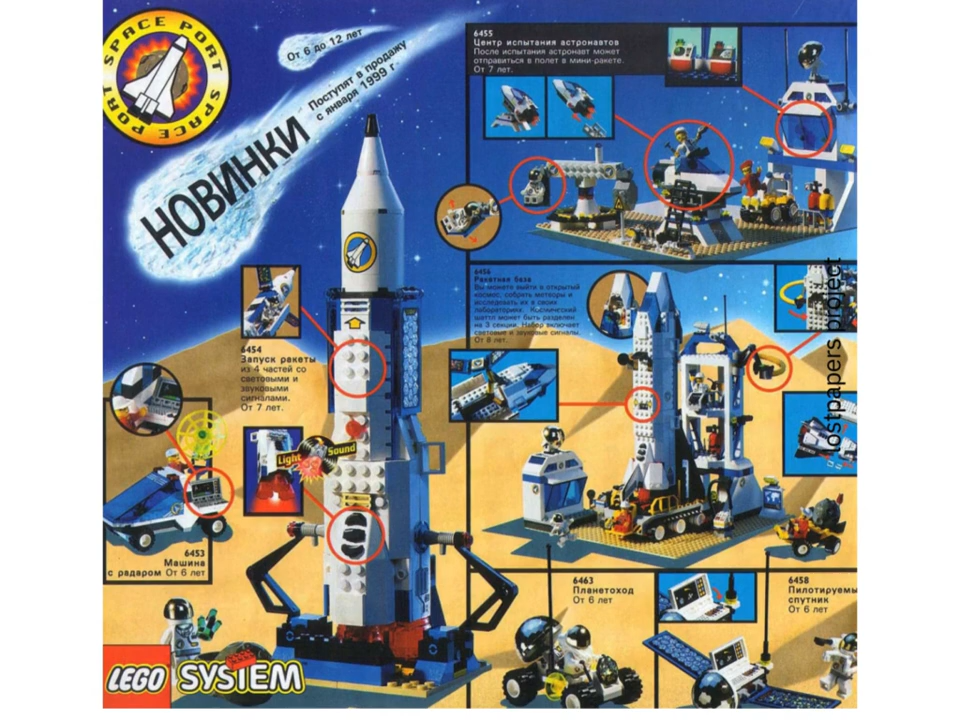 SPACE PORT SPACE PORT
От 6 до 12 лет
Поступят в продажу
с января 1999 г
НОВИНКИ
6455
Центр испытания астронавтов
После испытания астронавт может
отправиться в полет в мини-ракете.
От 7 лет.
6456
Ракетная база
Вы можете выйти в открытый
космос, собрать метеоры и
исследовать их в своих
лабораториях. Космический
шаттл может быть разделен
на 3 секции. Набор включает
световые и звуковые сигналы.
От 8 лет.
6454
Запуск ракеты
из 4 частей со
световыми и
звуковыми
сигналами.
От 7 лет.
Light Sound
6453
Машина
с радаром От 6 лет
6463
Планетоход
От 6 лет
6458
Пилотируемы
спутник
От 6 лет
LEGO SYSTEM
lostpapers project